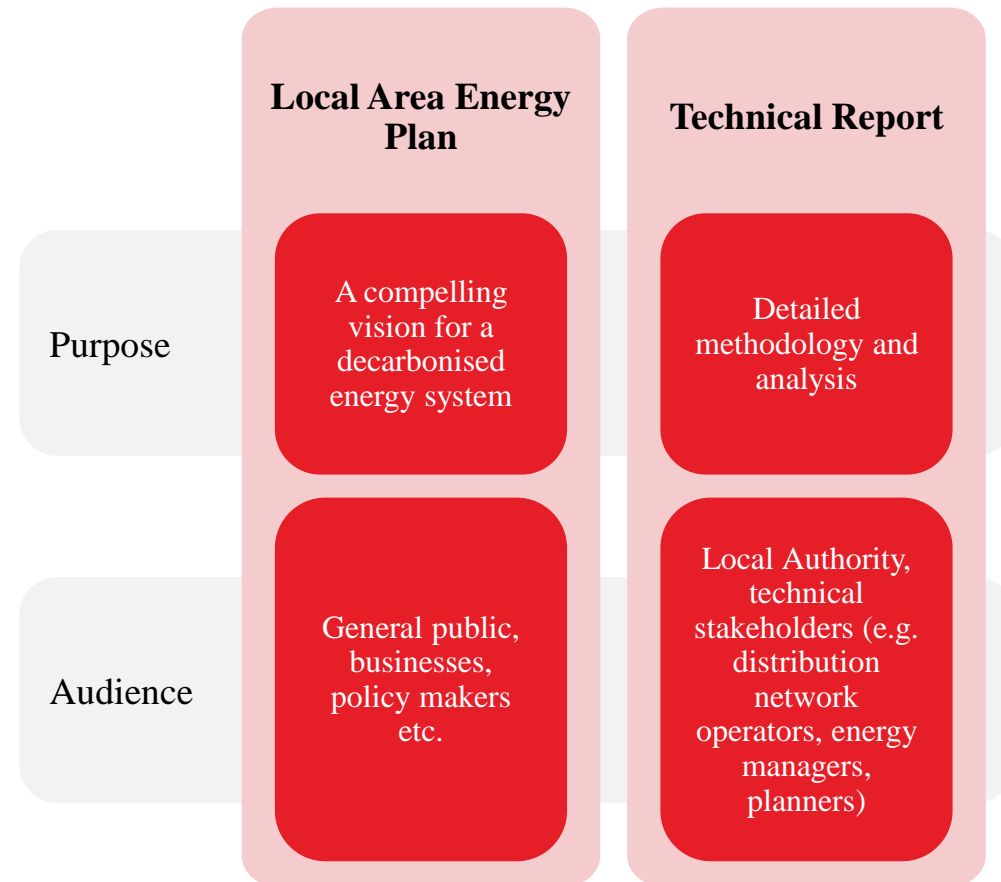 Local Area Energy
Plan
Technical Report
Purpose
A compelling
vision for a
decarbonised
energy system
Detailed
methodology and
analysis
Audience
General public,
businesses,
policy makers
etc.
Local Authority,
technical
stakeholders (e.g.
distribution
network
operators, energy
managers,
planners)